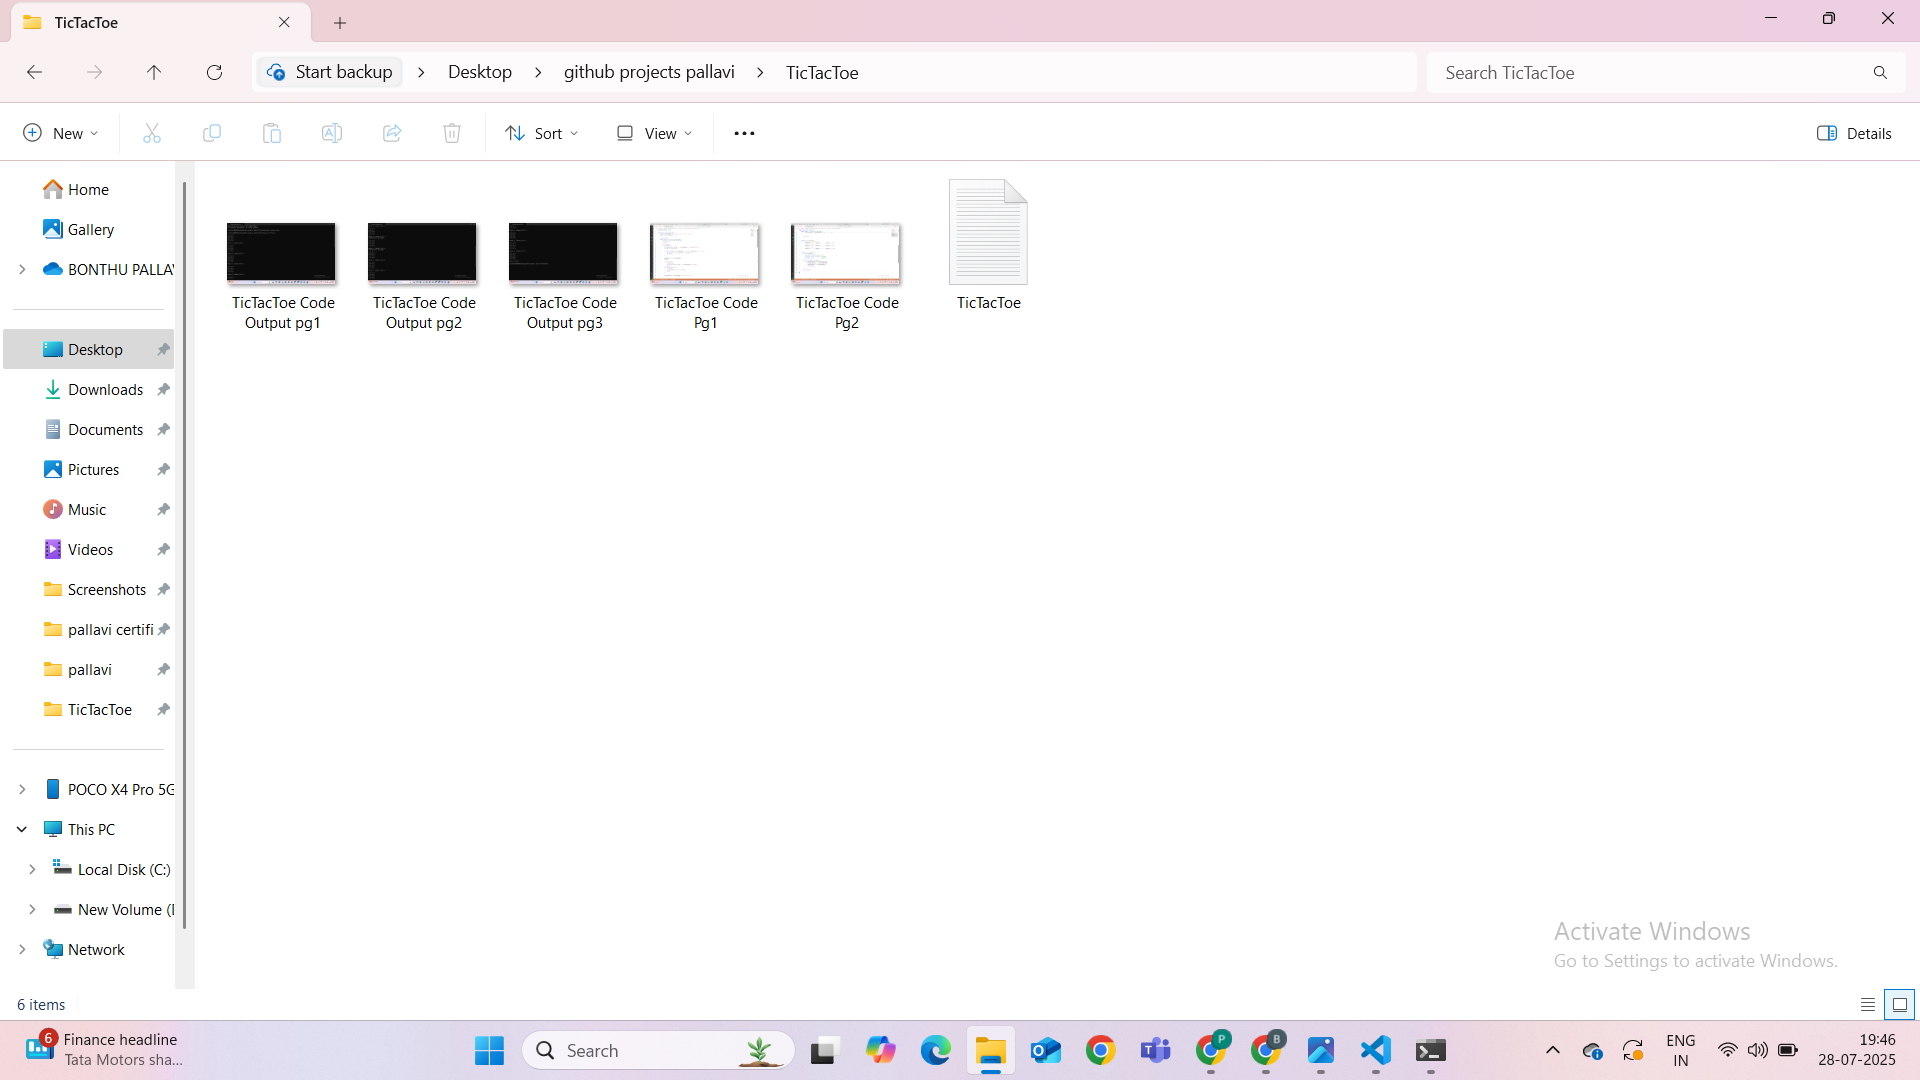 TicTacToe
Start backup
Desktop
github projects pallavi
TicTacToe
Search TicTacToe
New
Sort
View
Details
Home
Gallery
BONTHU PALLA
Desktop
Downloads
Documents
Pictures
Music
Videos
Screenshots
pallavi certifi
pallavi
TicTacToe
POCO X4 Pro 5G
This PC
Local Disk (C:)
New Volume (
Network
TicTacToe Code
Output pg1
TicTacToe Code
Output pg2
TicTacToe Code
Output pg3
TicTacToe Code
Pg1
TicTacToe Code
Pg2
TicTacToe
Activate Windows
Go to Settings to activate Windows.
6 items
6
Finance headline
Tata Motors sha...
Search
P
B
ENG
IN
19:46
28-07-2025